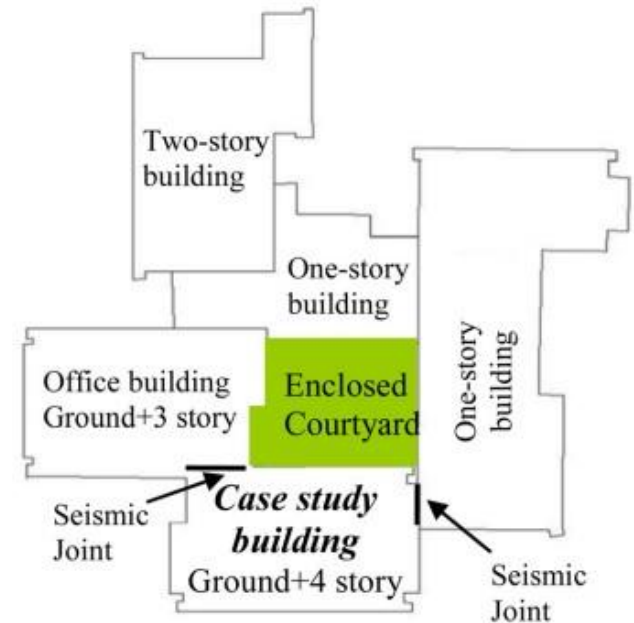 Two-story
building
One-story
building
One-story
building
Office building
Ground+3 story
Enclosed
Courtyard
Seismic
Joint
Case study
building
Ground+4 story
Seismic
Joint